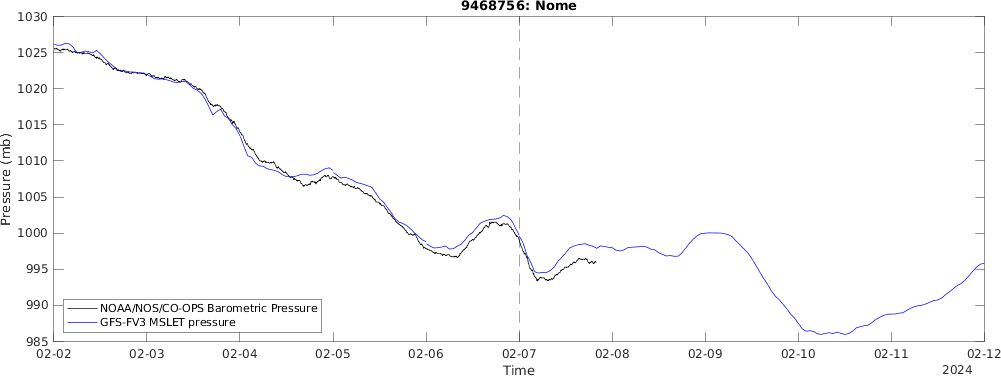 9468756: Nome
1030
1025
1020
1015
1010
1005
1000
995
990
985
Pressure (mb)
NOAA/NOS/CO-OPS Barometric Pressure
GFS-FV3 MSLET pressure
02-02 02-03 02-04 02-05 02-06 02-07 02-08 02-09 02-10 02-11 02-12
Time
2024